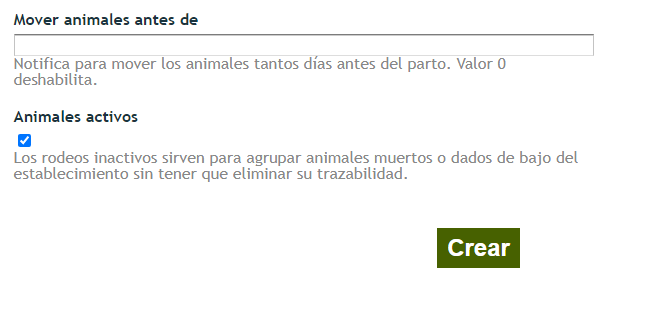 Mover animales antes de
Notifica para mover los animales tantos días antes del parto. Valor 0
deshabilita.
Animales activos
Los rodeos inactivos sirven para agrupar animales muertos o dados de bajo del
establecimiento sin tener que eliminar su trazabilidad.
Crear